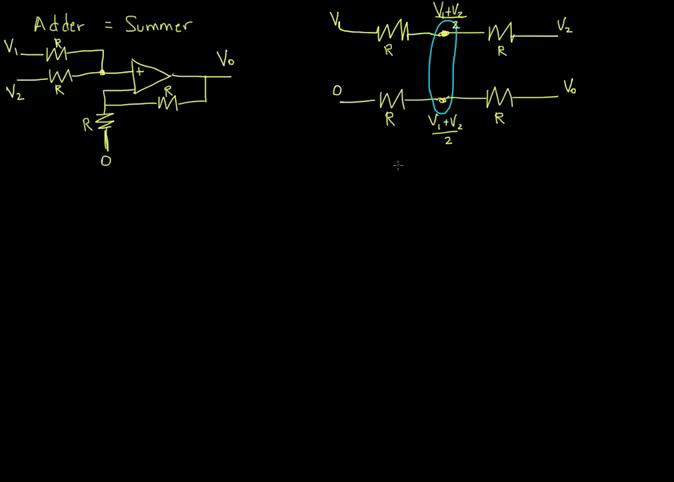 Adder = Summer
V₁
R
V₂
R
+
V₀
R
R
0
V₁
R
V₁+V₂
2
R
V₂
0
R
V₁+V₂
2
R
V₀